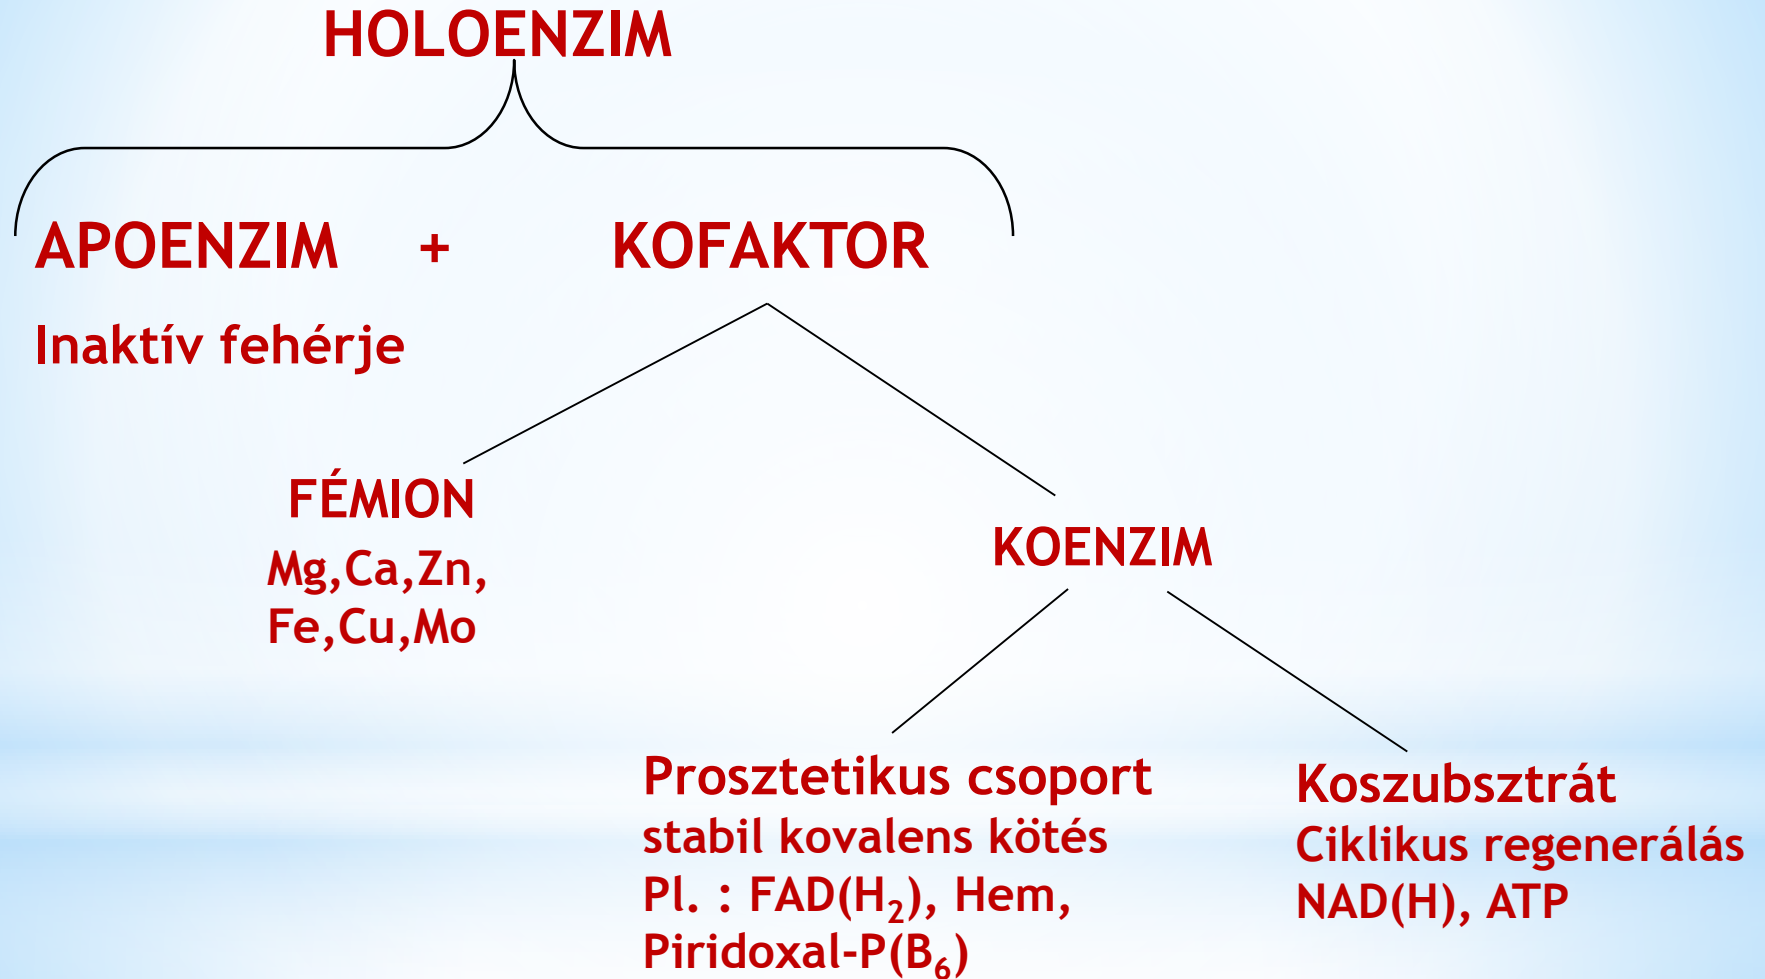 HOLOENZIM
APOENZIM + KOFAKTOR
Inaktív fehérje
FÉMION
Mg,Ca,Zn,
Fe,Cu,Mo
KOENZIM
Prosztetikus csoport
stabil kovalens kötés
Pl. : FAD(H₂), Hem,
Piridoxal-P(B₆)
Koszubsztrát
Ciklikus regenerálás
NAD(H), ATP